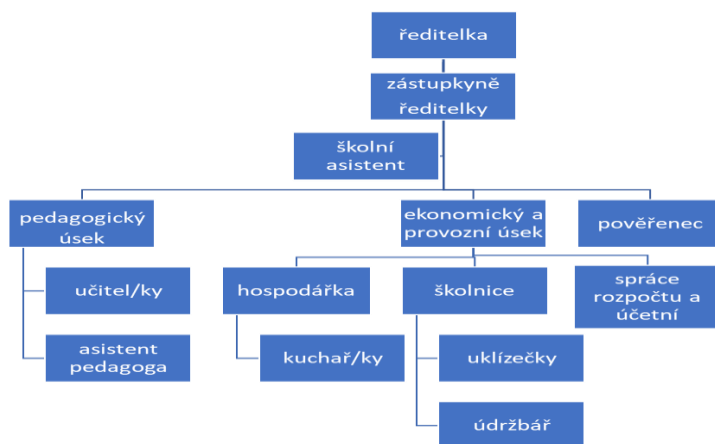 ředitelka
zástupkyně
ředitelky
školní
asistent
pedagogický
úsek
ekonomický a
provozní úsek
pověřenec
učitel/ky
hospodářka
školnice
spráce
rozpočtu a
účetní
asistent
pedagoga
kuchař/ky
uklízečky
údržbář